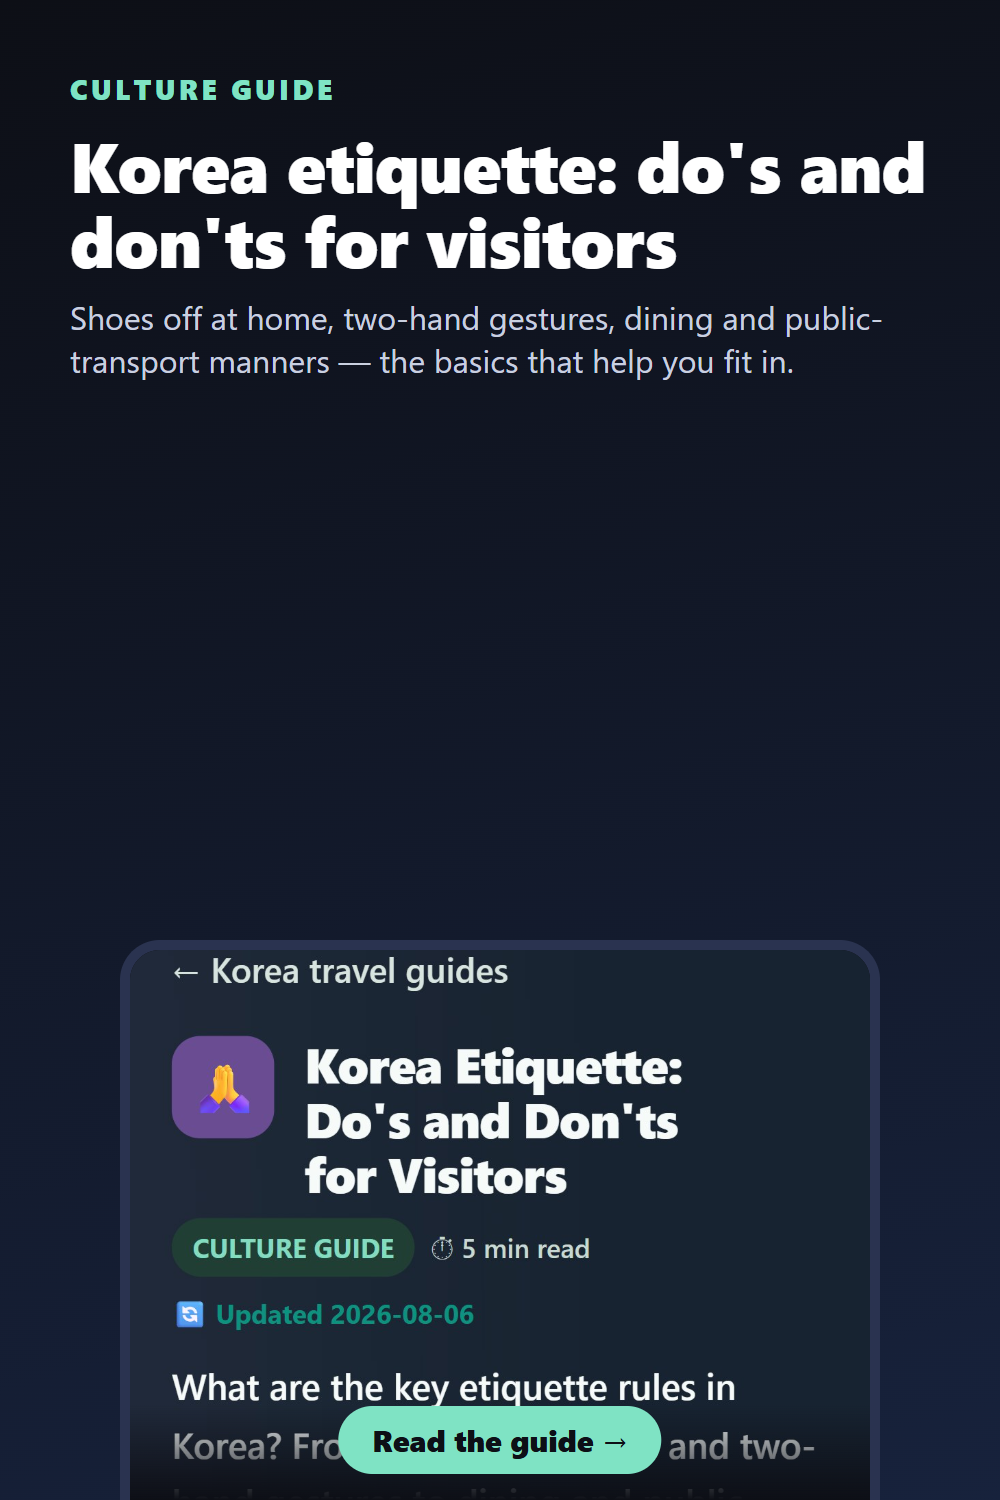 CULTURE GUIDE
Korea etiquette: do's and
don'ts for visitors
Shoes off at home, two-hand gestures, dining and public-
transport manners — the basics that help you fit in.
← Korea travel guides
Korea Etiquette:
Do's and Don'ts
for Visitors
CULTURE GUIDE
5 min read
Updated 2026-08-06
What are the key etiquette rules in
Korea? Fro
and two-
Read the guide →